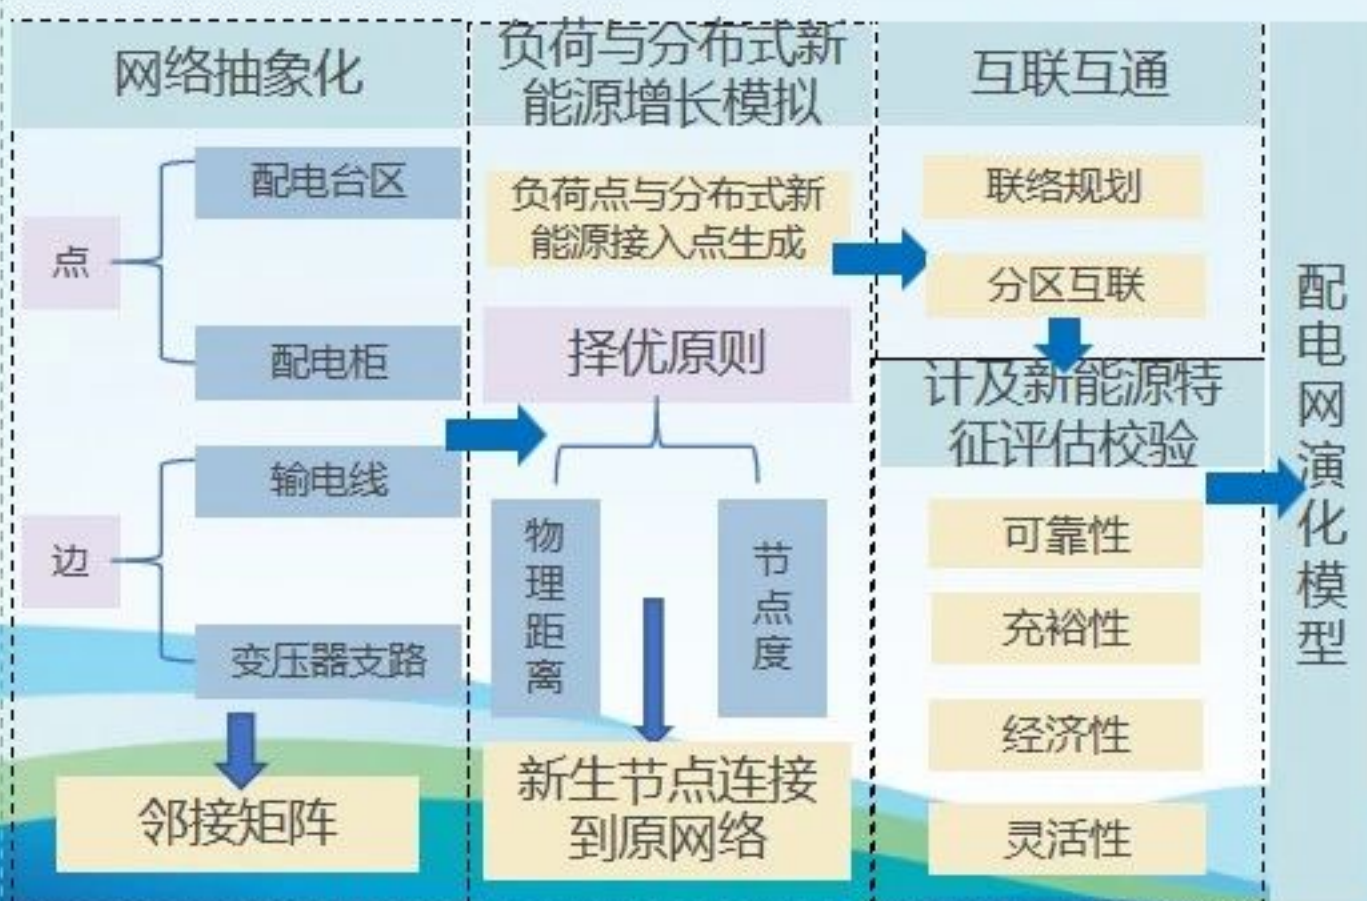 网络抽象化
点
配电台区
配电柜
边
输电线
变压器支路
邻接矩阵
负荷与分布式新
能源增长模拟
负荷点与分布式新
能源接入点生成
择优原则
物理距离
节点度
新生节点连接
到原网络
互联互通
联络规划
分区互联
计及新能源特
征评估校验
可靠性
充裕性
经济性
灵活性
配电网演化模型